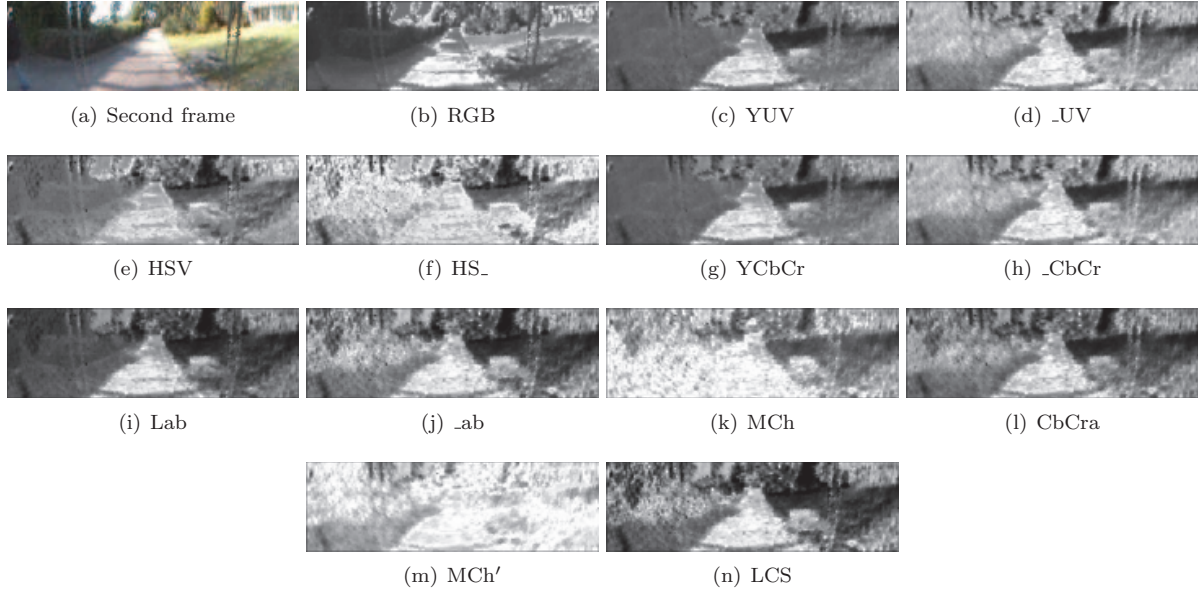 (a) Second frame
(b) RGB
(c) YUV
(d) _UV
(e) HSV
(f) HS_
(g) YCbCr
(h) _CbCr
(i) Lab
(j) _ab
(k) MCh
(l) CbCra
(m) MCh′
(n) LCS